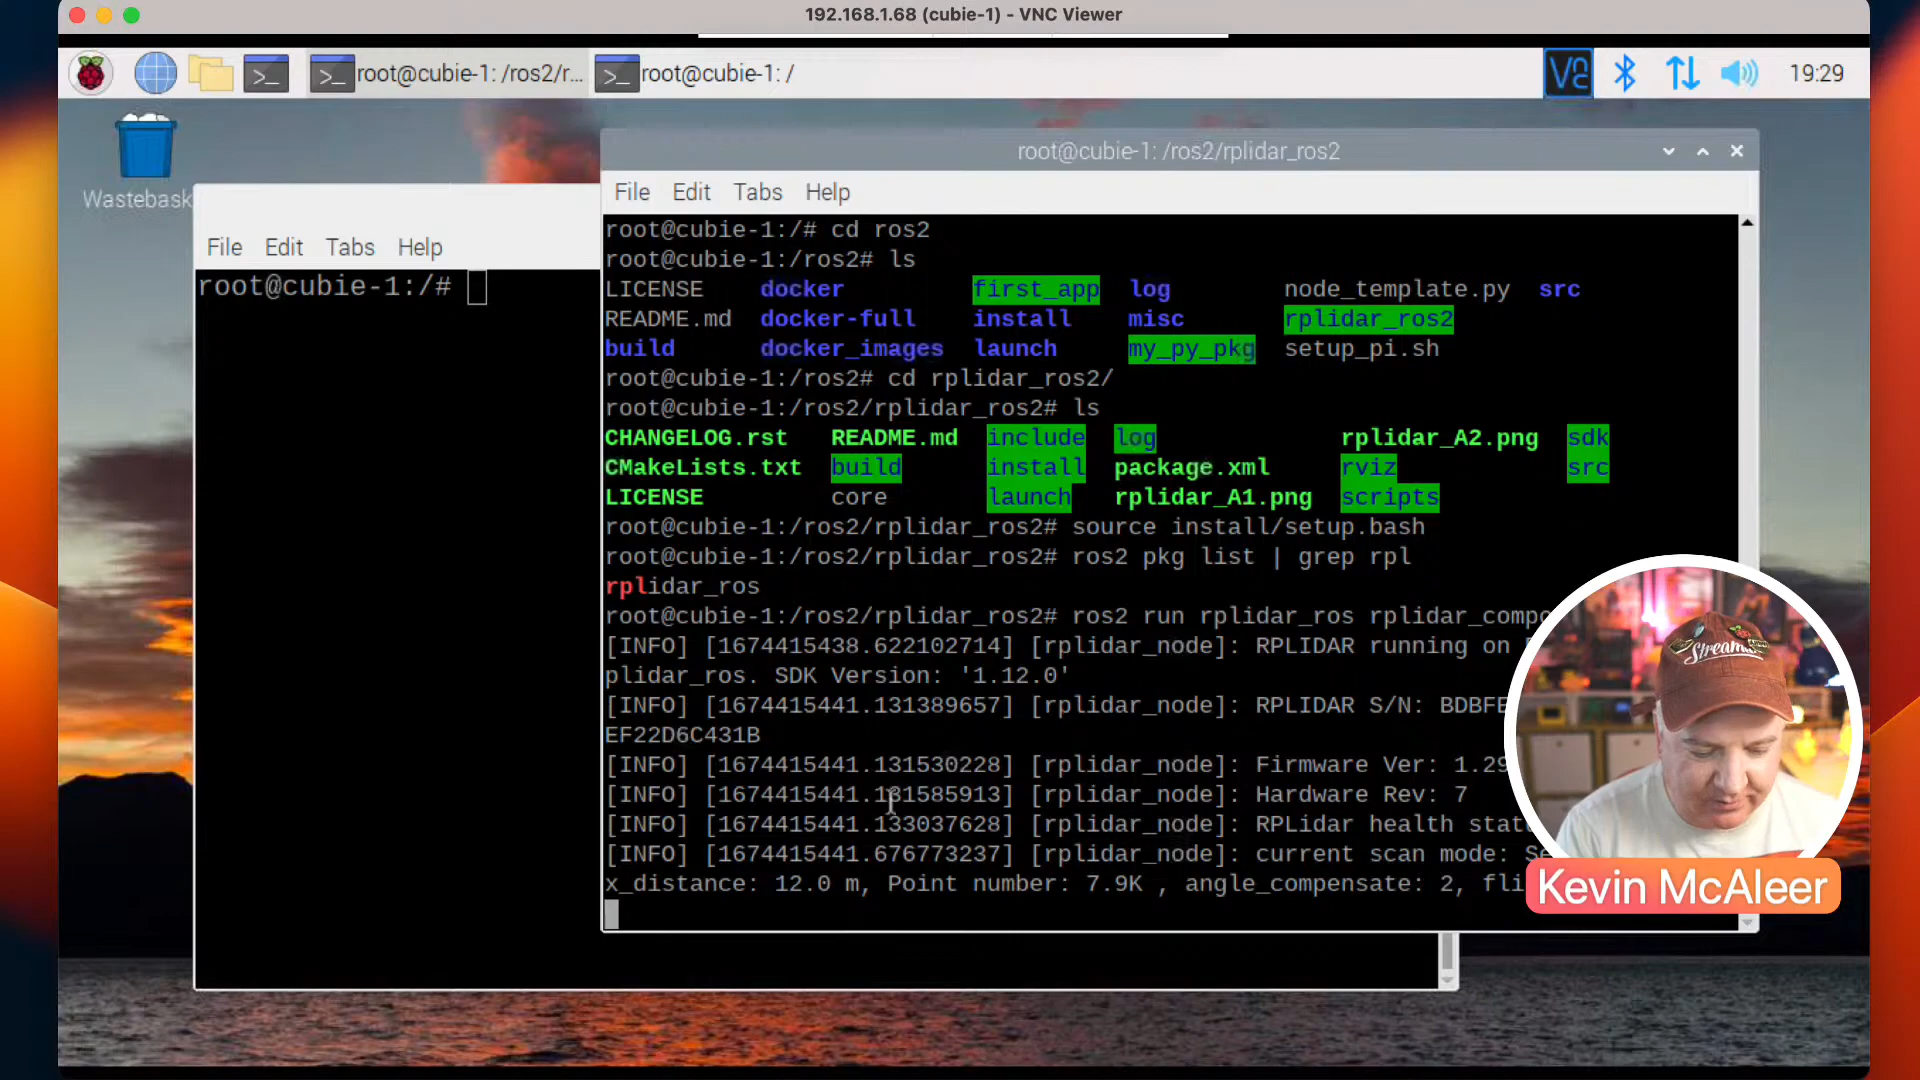 192.168.1.68 (cubie-1) - VNC Viewer
root@cubie-1: /ros2/r...
root@cubie-1: /
19:29
Wastebask
root@cubie-1: /ros2/rplidar_ros2
File Edit Tabs Help
File Edit Tabs Help
root@cubie-1:/#
root@cubie-1:/# cd ros2
root@cubie-1:/ros2# ls
LICENSE docker first_app log node_template.py src
README.md docker-full install misc rplidar_ros2
build docker_images launch my_py_pkg setup_pi.sh
root@cubie-1:/ros2# cd rplidar_ros2/
root@cubie-1:/ros2/rplidar_ros2# ls
CHANGELOG.rst README.md include log rplidar_A2.png sdk
CMakeLists.txt build install package.xml rviz src
LICENSE core launch rplidar_A1.png scripts
root@cubie-1:/ros2/rplidar_ros2# source install/setup.bash
root@cubie-1:/ros2/rplidar_ros2# ros2 pkg list | grep rpl
rplidar_ros
root@cubie-1:/ros2/rplidar_ros2# ros2 run rplidar_ros rplidar_compo
[INFO] [1674415438.622102714] [rplidar_node]: RPLIDAR running on
plidar_ros. SDK Version: '1.12.0'
[INFO] [1674415441.131389657] [rplidar_node]: RPLIDAR S/N: BDBFE
EF22D6C431B
[INFO] [1674415441.131530228] [rplidar_node]: Firmware Ver: 1.29
[INFO] [1674415441.131585913] [rplidar_node]: Hardware Rev: 7
[INFO] [1674415441.133037628] [rplidar_node]: RPLidar health stat
[INFO] [1674415441.676773237] [rplidar_node]: current scan mode: Se
x_distance: 12.0 m, Point number: 7.9K , angle_compensate: 2, fli
Kevin McAleer